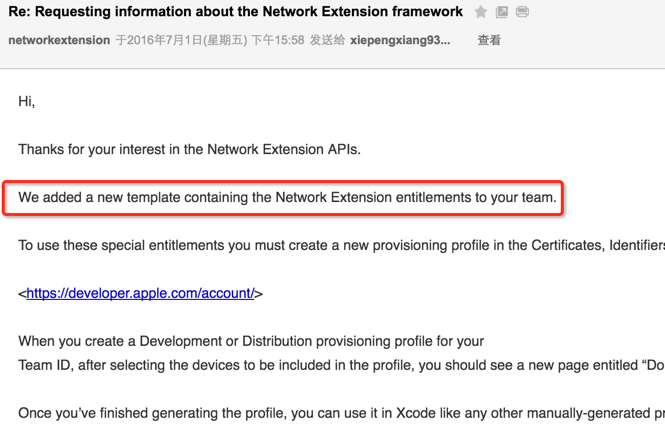 Re: Requesting information about the Network Extension framework
networkextension 于2016年7月1日(星期五) 下午15:58 发送给 xiepengxiang93... 查看
Hi,
Thanks for your interest in the Network Extension APIs.
We added a new template containing the Network Extension entitlements to your team.
To use these special entitlements you must create a new provisioning profile in the Certificates, Identifiers
<https://developer.apple.com/account/>
When you create a Development or Distribution provisioning profile for your
Team ID, after selecting the devices to be included in the profile, you should see a new page entitled “Do
Once you’ve finished generating the profile, you can use it in Xcode like any other manually-generated pr